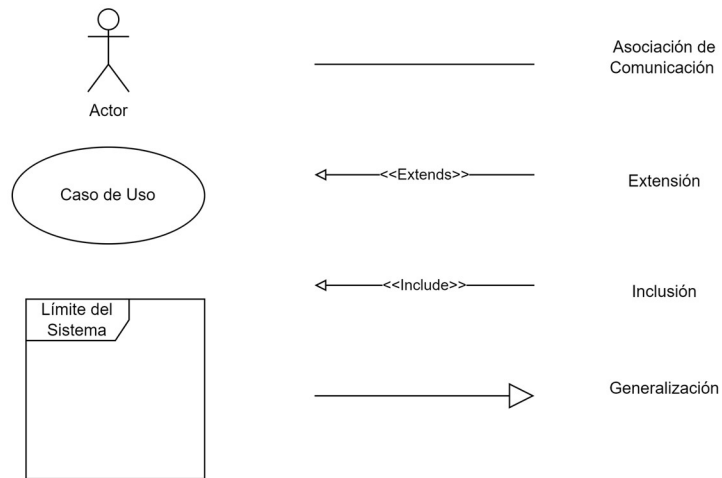 Actor
Asociación de
Comunicación
Caso de Uso
<<Extends>>
Extensión
Límite del
Sistema
<<Include>>
Inclusión
Generalización